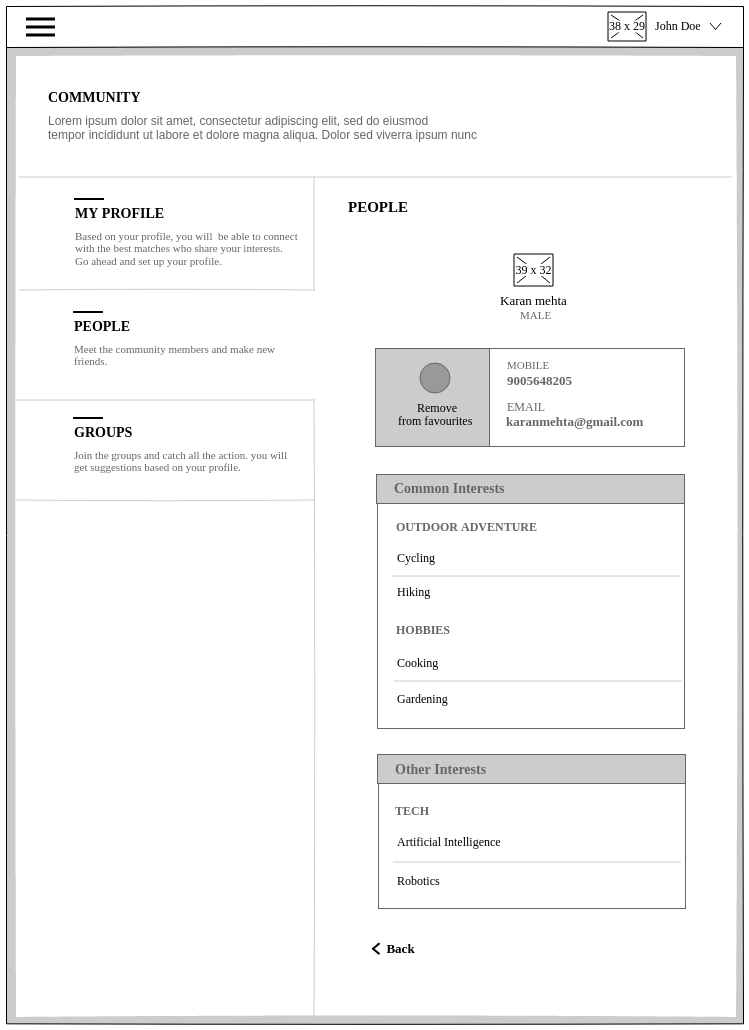 38 x 29 John Doe
COMMUNITY
Lorem ipsum dolor sit amet, consectetur adipiscing elit, sed do eiusmod
tempor incididunt ut labore et dolore magna aliqua. Dolor sed viverra ipsum nunc
MY PROFILE
Based on your profile, you will  be able to connect
with the best matches who share your interests.
Go ahead and set up your profile.
PEOPLE
Meet the community members and make new
friends.
GROUPS
Join the groups and catch all the action. you will
get suggestions based on your profile.
PEOPLE
39 x 32
Karan mehta
MALE
Remove
from favourites
MOBILE
9005648205
EMAIL
karanmehta@gmail.com
Common Interests
OUTDOOR ADVENTURE
Cycling
Hiking
HOBBIES
Cooking
Gardening
Other Interests
TECH
Artificial Intelligence
Robotics
Back